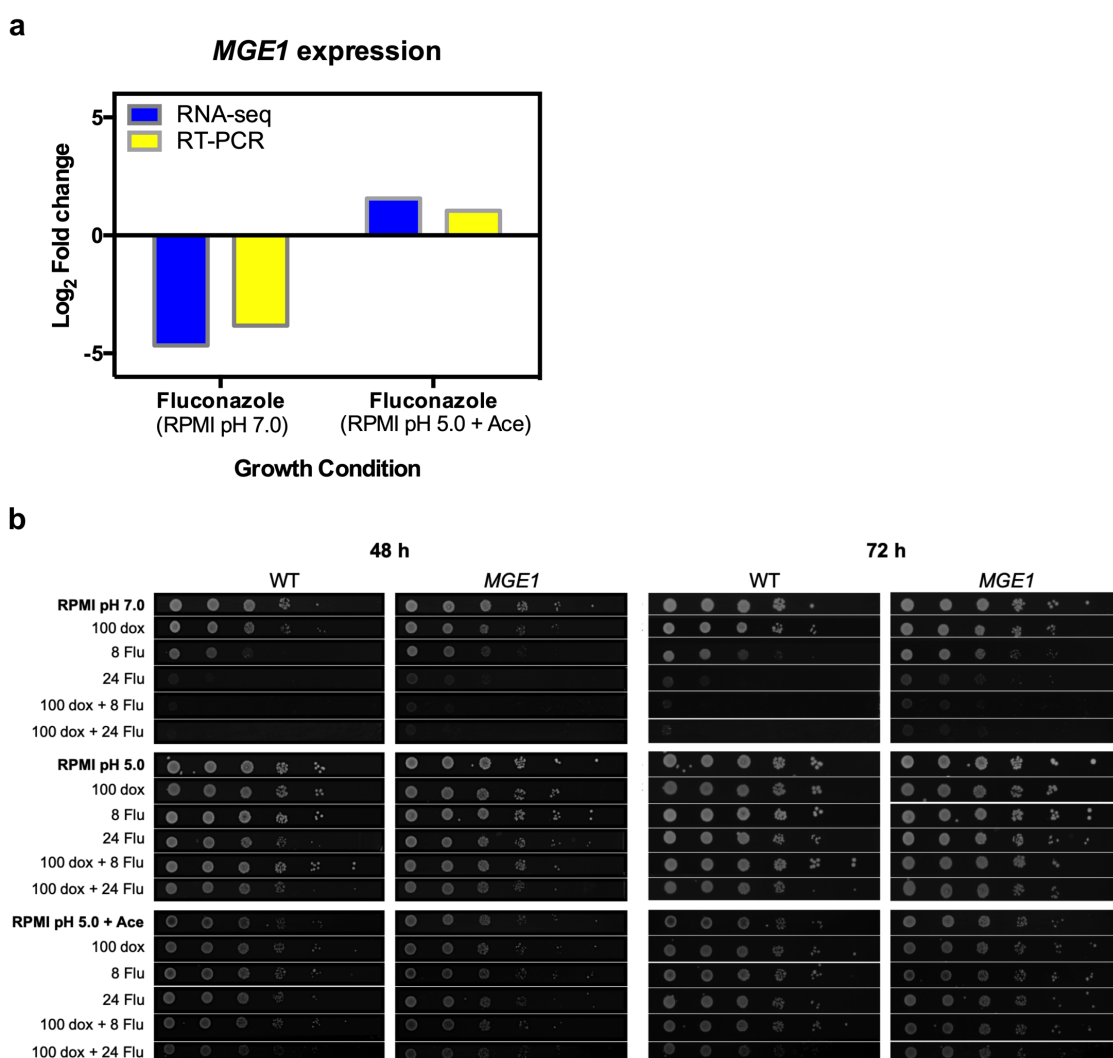 a
MGE1 expression
RNA-seq
RT-PCR
5
0
-5
Log2 Fold change
Fluconazole
(RPMI pH 7.0)
Fluconazole
(RPMI pH 5.0 + Ace)
Growth Condition
b
48 h
72 h
WT
MGE1
WT
MGE1
RPMI pH 7.0
100 dox
8 Flu
24 Flu
100 dox + 8 Flu
100 dox + 24 Flu
RPMI pH 5.0
100 dox
8 Flu
24 Flu
100 dox + 8 Flu
100 dox + 24 Flu
RPMI pH 5.0 + Ace
100 dox
8 Flu
24 Flu
100 dox + 8 Flu
100 dox + 24 Flu